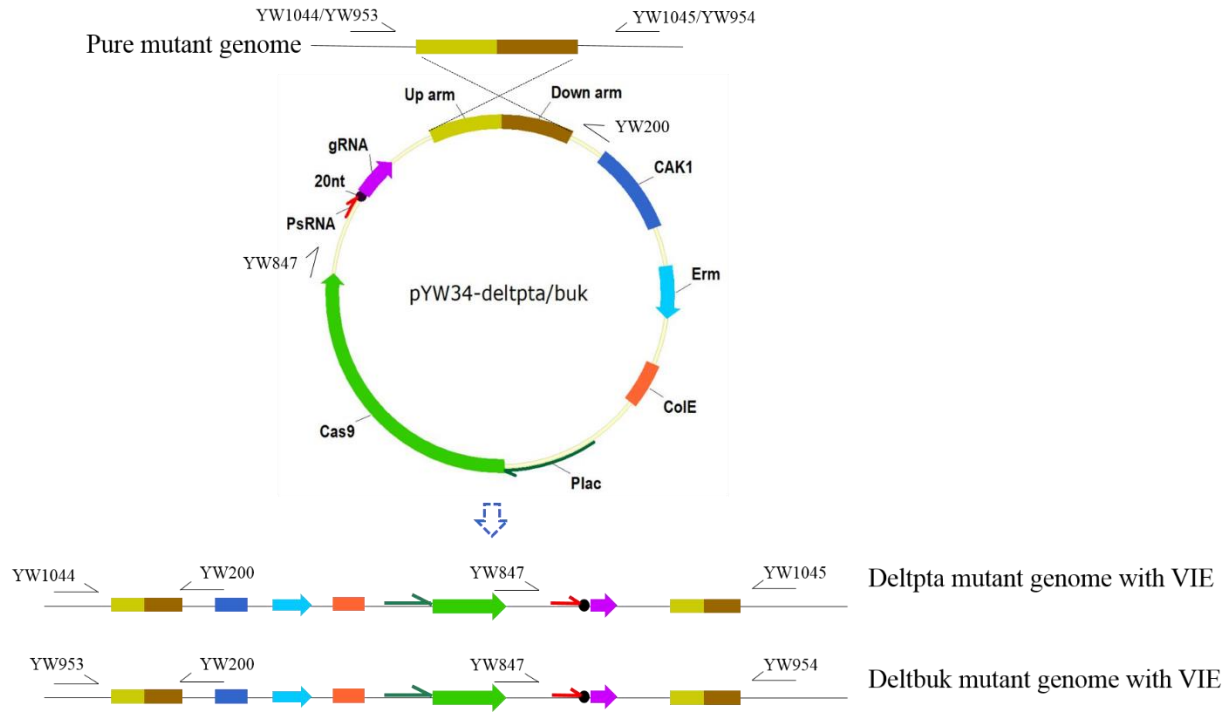 YW1044/YW953
YW1045/YW954
Pure mutant genome
Up arm
Down arm
YW200
gRNA
CAK1
20nt
PsRNA
YW847
Erm
pYW34-deltpta/buk
ColE
Cas9
Plac
YW1044
YW200
YW847
YW1045
Deltpta mutant genome with VIE
YW953
YW200
YW847
YW954
Deltbuk mutant genome with VIE